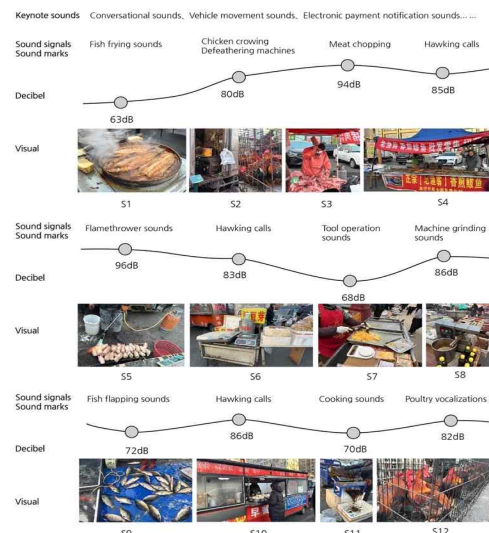 Keynote sounds Conversational sounds、Vehicle movement sounds、Electronic payment notification sounds... ...
Sound signals
Sound marks
Fish frying sounds
Chicken crowing
Defeathering machines
Meat chopping
Hawking calls
Decibel
63dB
80dB
94dB
85dB
Visual
S1
S2
S3
S4
Sound signals
Sound marks
Flamethrower sounds
Hawking calls
Tool operation
sounds
Machine grinding
sounds
Decibel
96dB
83dB
68dB
86dB
Visual
S5
S6
S7
S8
Sound signals
Sound marks
Fish flapping sounds
Hawking calls
Cooking sounds
Poultry vocalizations
Decibel
72dB
86dB
70dB
82dB
Visual
S9
S10
S11
S12